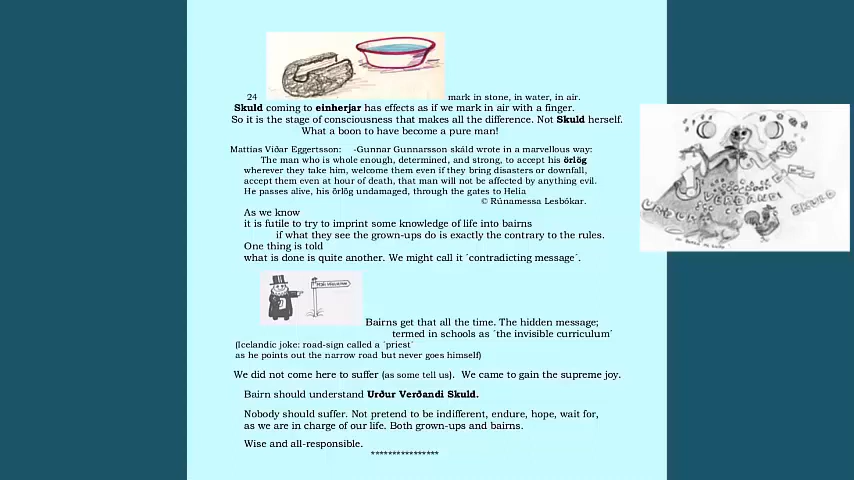 24 mark in stone, in water, in air.
Skuld coming to einherjar has effects as if we mark in air with a finger.
So it is the stage of consciousness that makes all the difference. Not Skuld herself.
What a boon to have become a pure man!
Mattías Viðar Eggertsson: -Gunnar Gunnarsson skáld wrote in a marvellous way:
The man who is whole enough, determined, and strong, to accept his örlög
wherever they take him, welcome them even if they bring disasters or downfall,
accept them even at hour of death, that man will not be affected by anything evil.
He passes alive, his örlög undamaged, through the gates to Helia
© Rúnamessa Lesbókar.
As we know
it is futile to try to imprint some knowledge of life into bairns
if what they see the grown-ups do is exactly the contrary to the rules.
One thing is told
what is done is quite another. We might call it ´contradicting message´.
Bairns get that all the time. The hidden message;
termed in schools as ´the invisible curriculum´
(Icelandic joke: road-sign called a ´priest´
as he points out the narrow road but never goes himself)
We did not come here to suffer (as some tell us). We came to gain the supreme joy.
Bairn should understand Urður Verðandi Skuld.
Nobody should suffer. Not pretend to be indifferent, endure, hope, wait for,
as we are in charge of our life. Both grown-ups and bairns.
Wise and all-responsible.
****************
VERÐANDI
SKULD